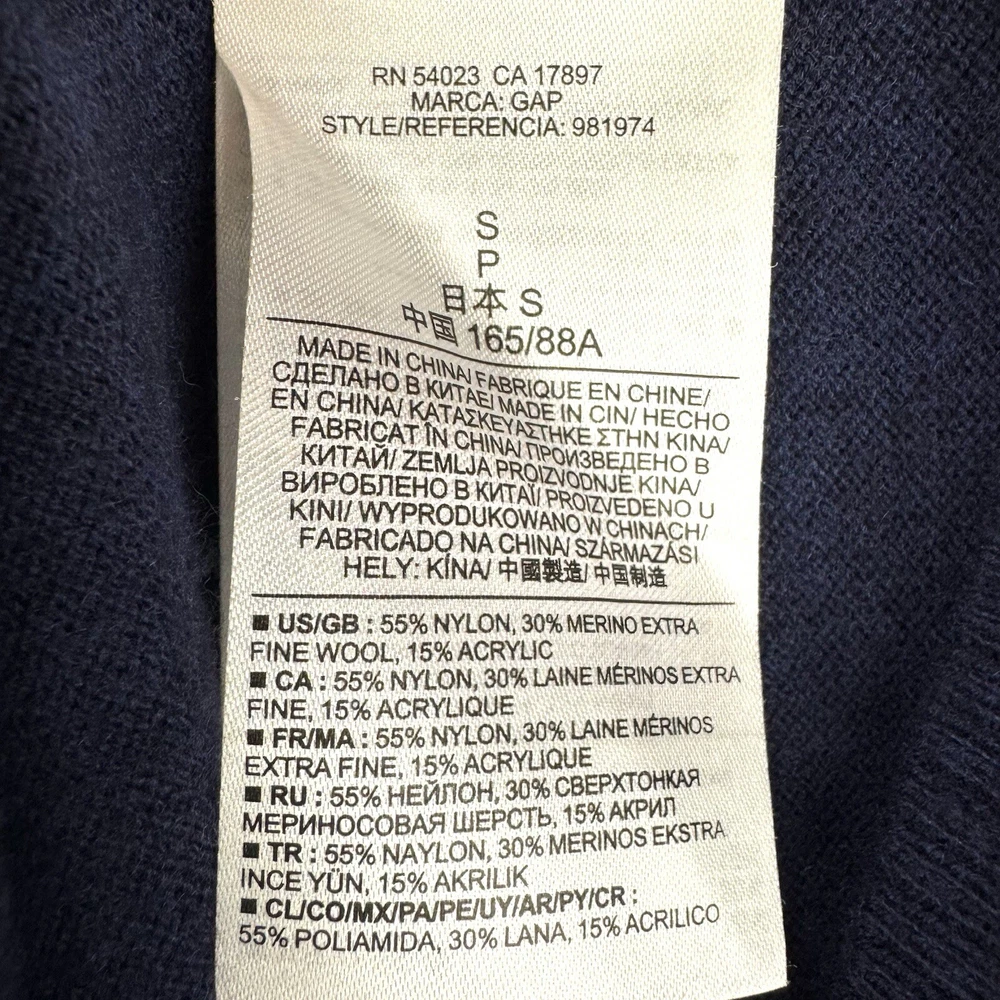 RN 54023 CA 17897
MARCA: GAP
STYLE/REFERENCIA: 981974
S
P
日本 S
中国 165/88A
MADE IN CHINA/ FABRIQUE EN CHINE/
СДЕЛАНО В КИТАЕ/ MADE IN CIN/ HECHO
EN CHINA/ ΚΑΤΑΣΚΕΥΑΣΤΗΚΕ ΣΤΗΝ ΚΙΝΑ/
FABRICAT ÎN CHINA/ ПРОИЗВЕДЕНО В
КИТАЙ/ ZEMLJA PROIZVODNJE KINA/
ВИРОБЛЕНО В КИТАЇ/ PROIZVEDENO U
KINI/ WYPRODUKOWANO W CHINACH/
FABRICADO NA CHINA/ SZÁRMAZÁSI
HELY: KÍNA/ 中國製造/ 中国制造
■ US/GB : 55% NYLON, 30% MERINO EXTRA
FINE WOOL, 15% ACRYLIC
■ CA : 55% NYLON, 30% LAINE MÉRINOS EXTRA
FINE, 15% ACRYLIQUE
■ FR/MA : 55% NYLON, 30% LAINE MÉRINOS
EXTRA FINE, 15% ACRYLIQUE
■ RU : 55% НЕЙЛОН, 30% СВЕРХТОНКАЯ
МЕРИНОСОВАЯ ШЕРСТЬ, 15% АКРИЛ
■ TR : 55% NAYLON, 30% MERINOS EKSTRA
INCE YÜN, 15% AKRILIK
■ CL/CO/MX/PA/PE/UY/AR/PY/CR :
55% POLIAMIDA, 30% LANA, 15% ACRILICO